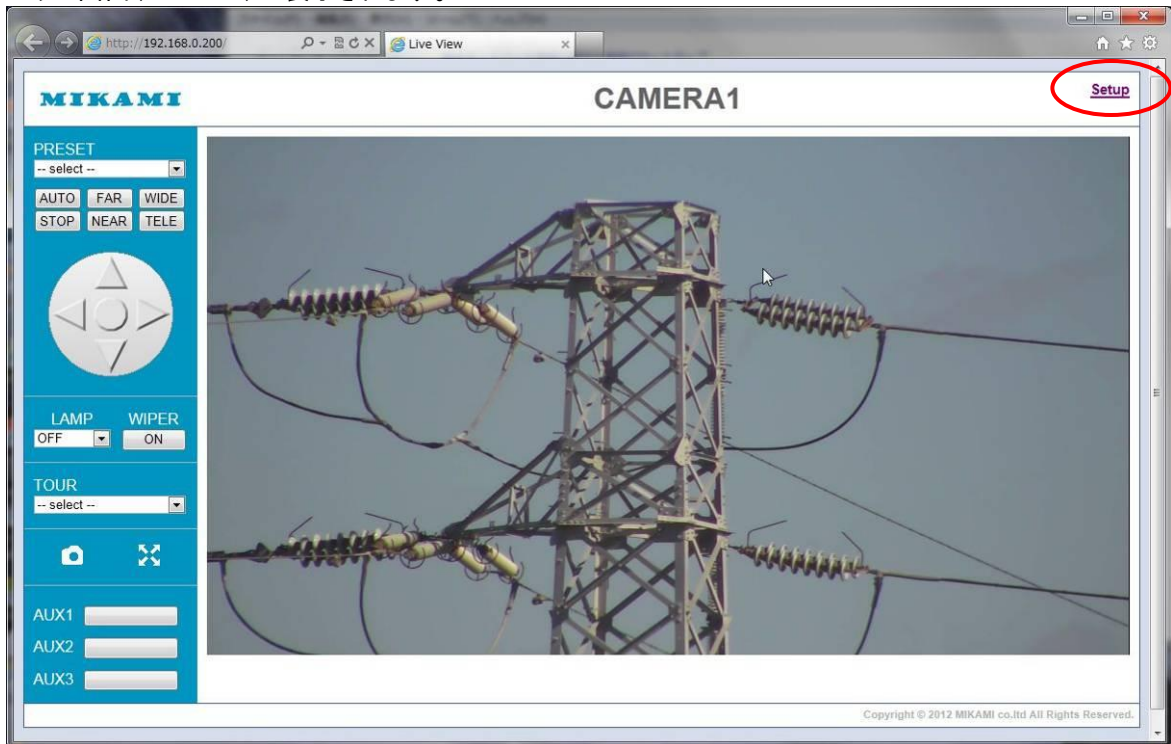 http://192.168.0.200/
Live View
MIKAMI
CAMERA1
Setup
PRESET
-- select --
AUTO FAR WIDE
STOP NEAR TELE
LAMP WIPER
OFF ON
TOUR
-- select --
AUX1
AUX2
AUX3
Copyright © 2012 MIKAMI co.ltd All Rights Reserved.